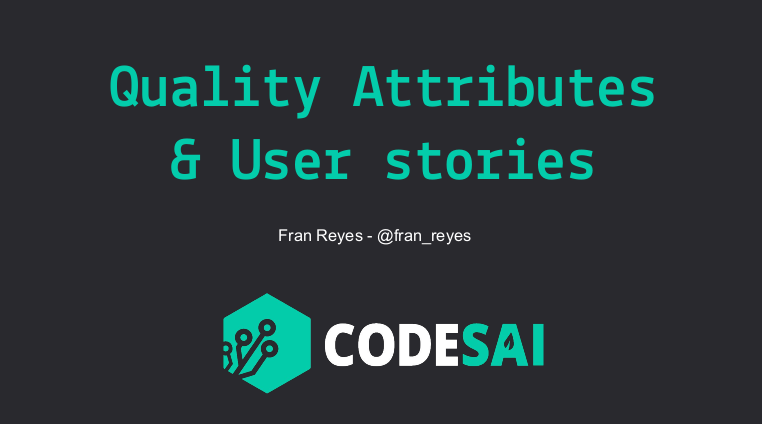 Quality Attributes
& User stories
Fran Reyes - @fran_reyes
CODESAI